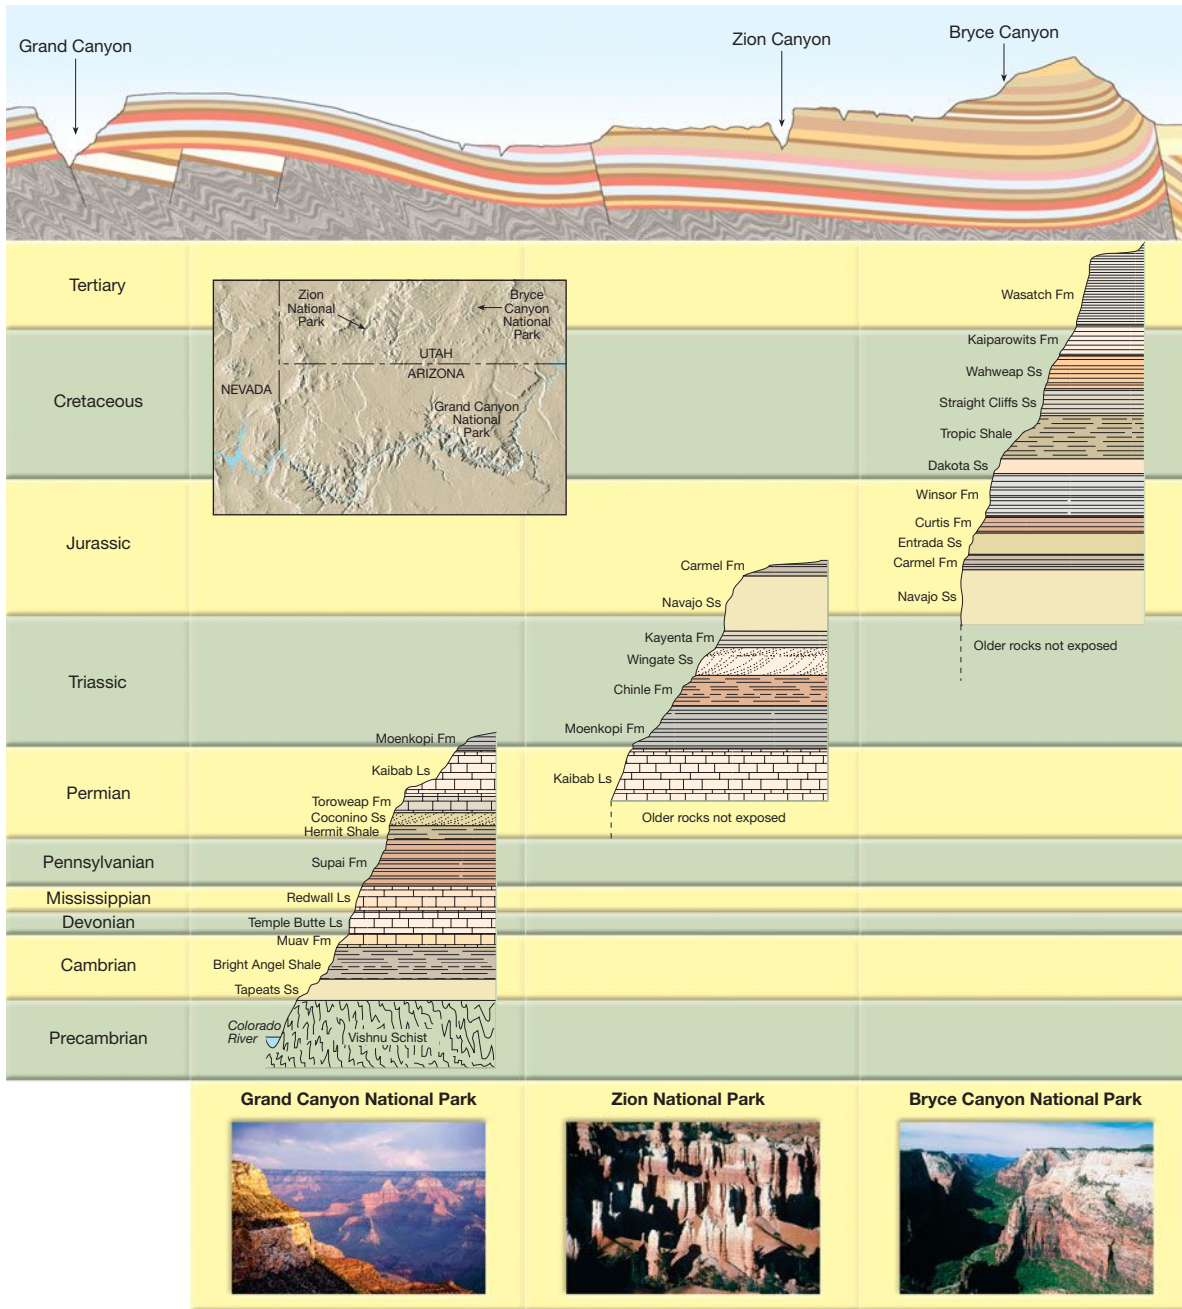 Grand Canyon
Zion Canyon
Bryce Canyon
Tertiary
Cretaceous
Jurassic
Triassic
Permian
Pennsylvanian
Mississippian
Devonian
Cambrian
Precambrian
Zion
National
Park
Bryce
Canyon
National
Park
UTAH
ARIZONA
NEVADA
Grand Canyon
National
Park
Moenkopi Fm
Kaibab Ls
Toroweap Fm
Coconino Ss
Hermit Shale
Supai Fm
Redwall Ls
Temple Butte Ls
Muav Fm
Bright Angel Shale
Tapeats Ss
Colorado
River
Vishnu Schist
Carmel Fm
Navajo Ss
Kayenta Fm
Wingate Ss
Chinle Fm
Moenkopi Fm
Kaibab Ls
Older rocks not exposed
Wasatch Fm
Kaiparowits Fm
Wahweap Ss
Straight Cliffs Ss
Tropic Shale
Dakota Ss
Winsor Fm
Curtis Fm
Entrada Ss
Carmel Fm
Navajo Ss
Older rocks not exposed
Grand Canyon National Park
Zion National Park
Bryce Canyon National Park